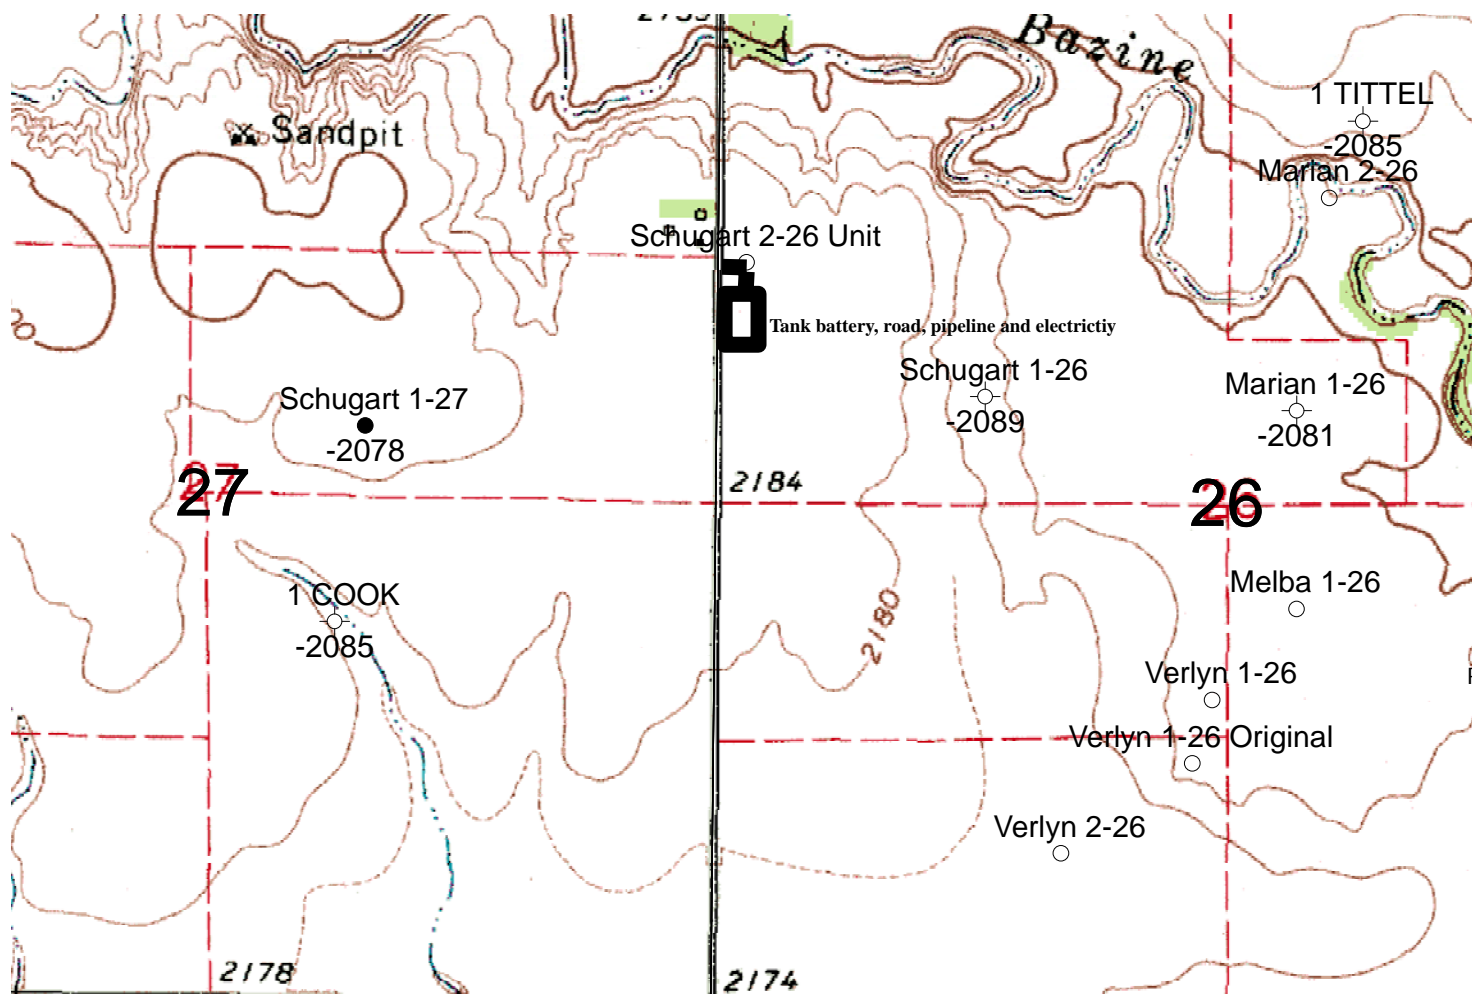 Bazine
1 TITTEL
-2085
Sandpit
Marian 2-26
Schugart 2-26 Unit
Tank battery, road, pipeline and electrictiy
Schugart 1-26
-2089
Marian 1-26
-2081
Schugart 1-27
-2078
27
2184
26
2180
1 COOK
-2085
Melba 1-26
Verlyn 1-26
Verlyn 1-26 Original
Verlyn 2-26
2178
2174